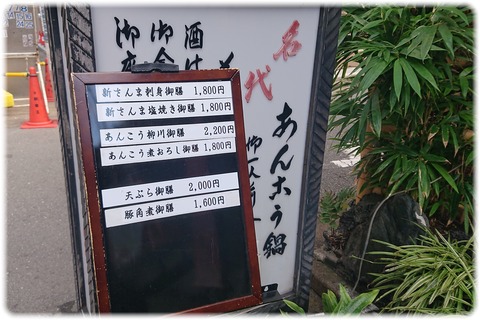 新さんま刺身御膳 1,800円
新さんま塩焼き御膳 1,800円
あんこう柳川御膳 2,200円
あんこう煮おろし御膳 1,800円
天ぷら御膳 2,000円
豚角煮御膳 1,600円
名代
あんこう鍋
御会
酒
御